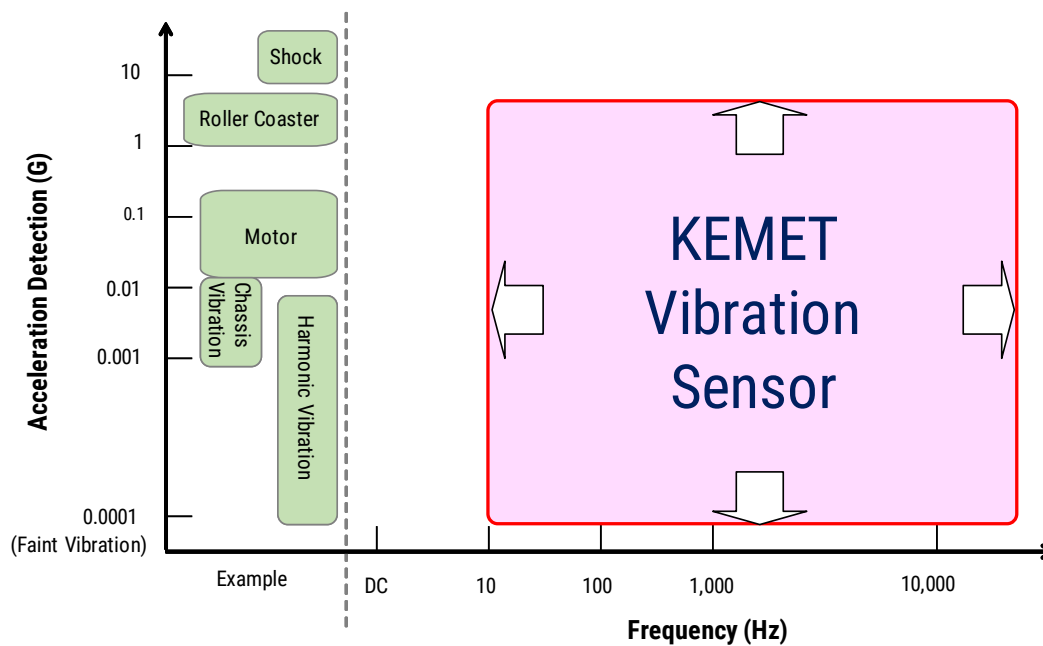 Acceleration Detection (G)
10
1
0.1
0.01
0.001
0.0001
(Faint Vibration)
Shock
Roller Coaster
Motor
Chassis
Vibration
Harmonic Vibration
KEMET
Vibration
Sensor
Example
DC
10
100
1,000
10,000
Frequency (Hz)